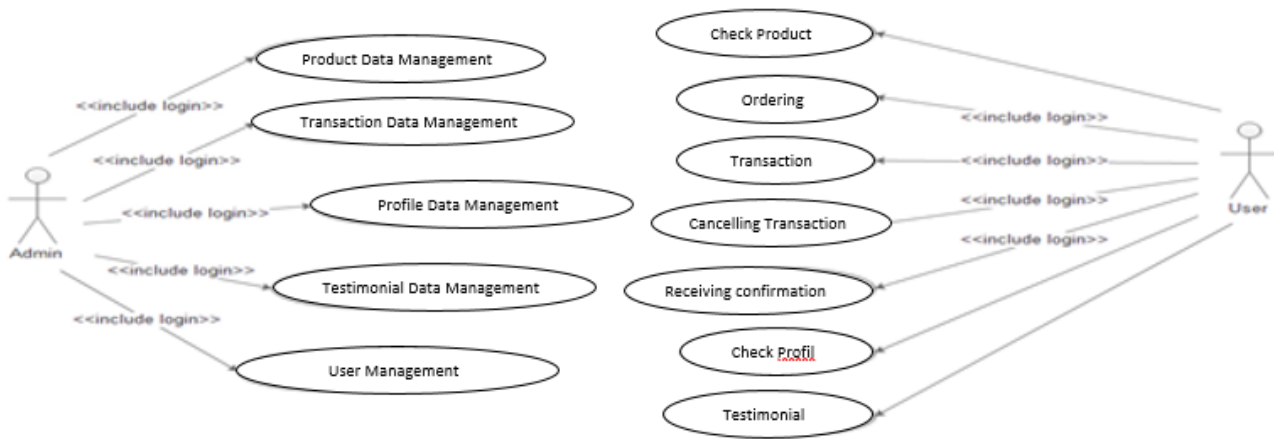 Product Data Management
<<include login>>
Transaction Data Management
<<include login>>
Profile Data Management
<<include login>>
Admin
<<include login>>
Testimonial Data Management
<<include login>>
User Management
Check Product
Ordering
<<include login>>
Transaction
<<include login>>
<<include login>>
User
Cancelling Transaction
<<include login>>
Receiving confirmation
Check Profil
Testimonial